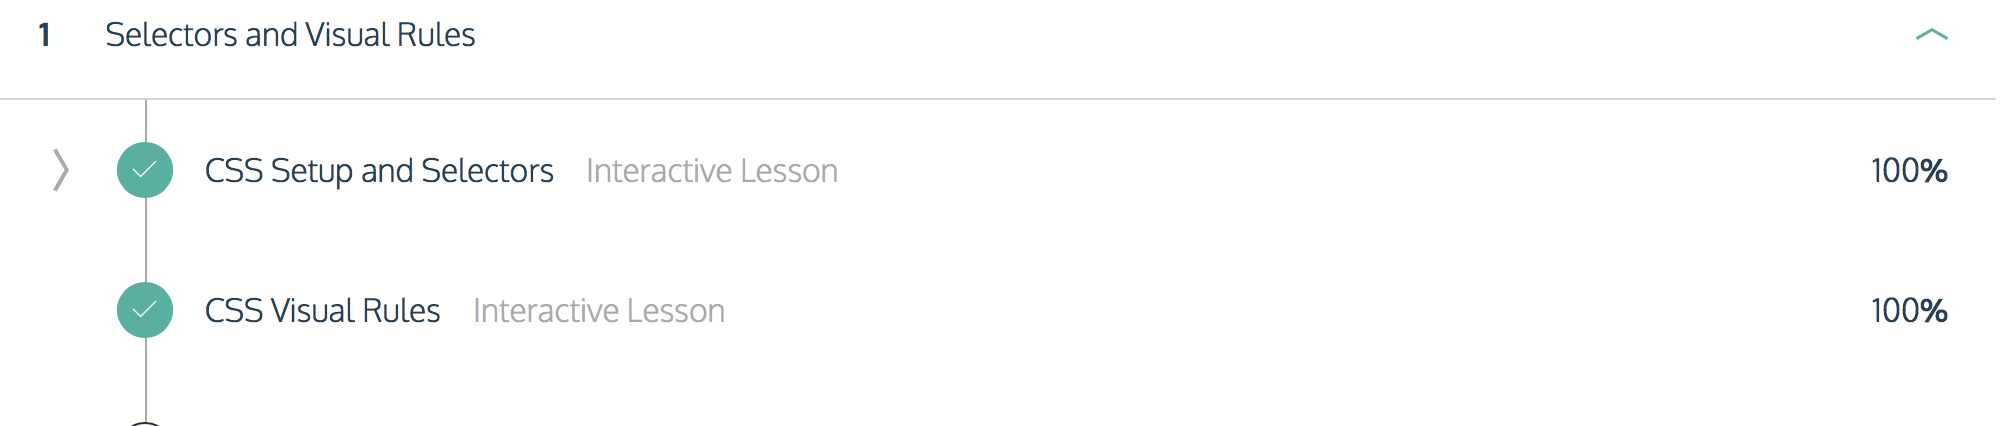 1 Selectors and Visual Rules
CSS Setup and Selectors Interactive Lesson 100%
CSS Visual Rules Interactive Lesson 100%